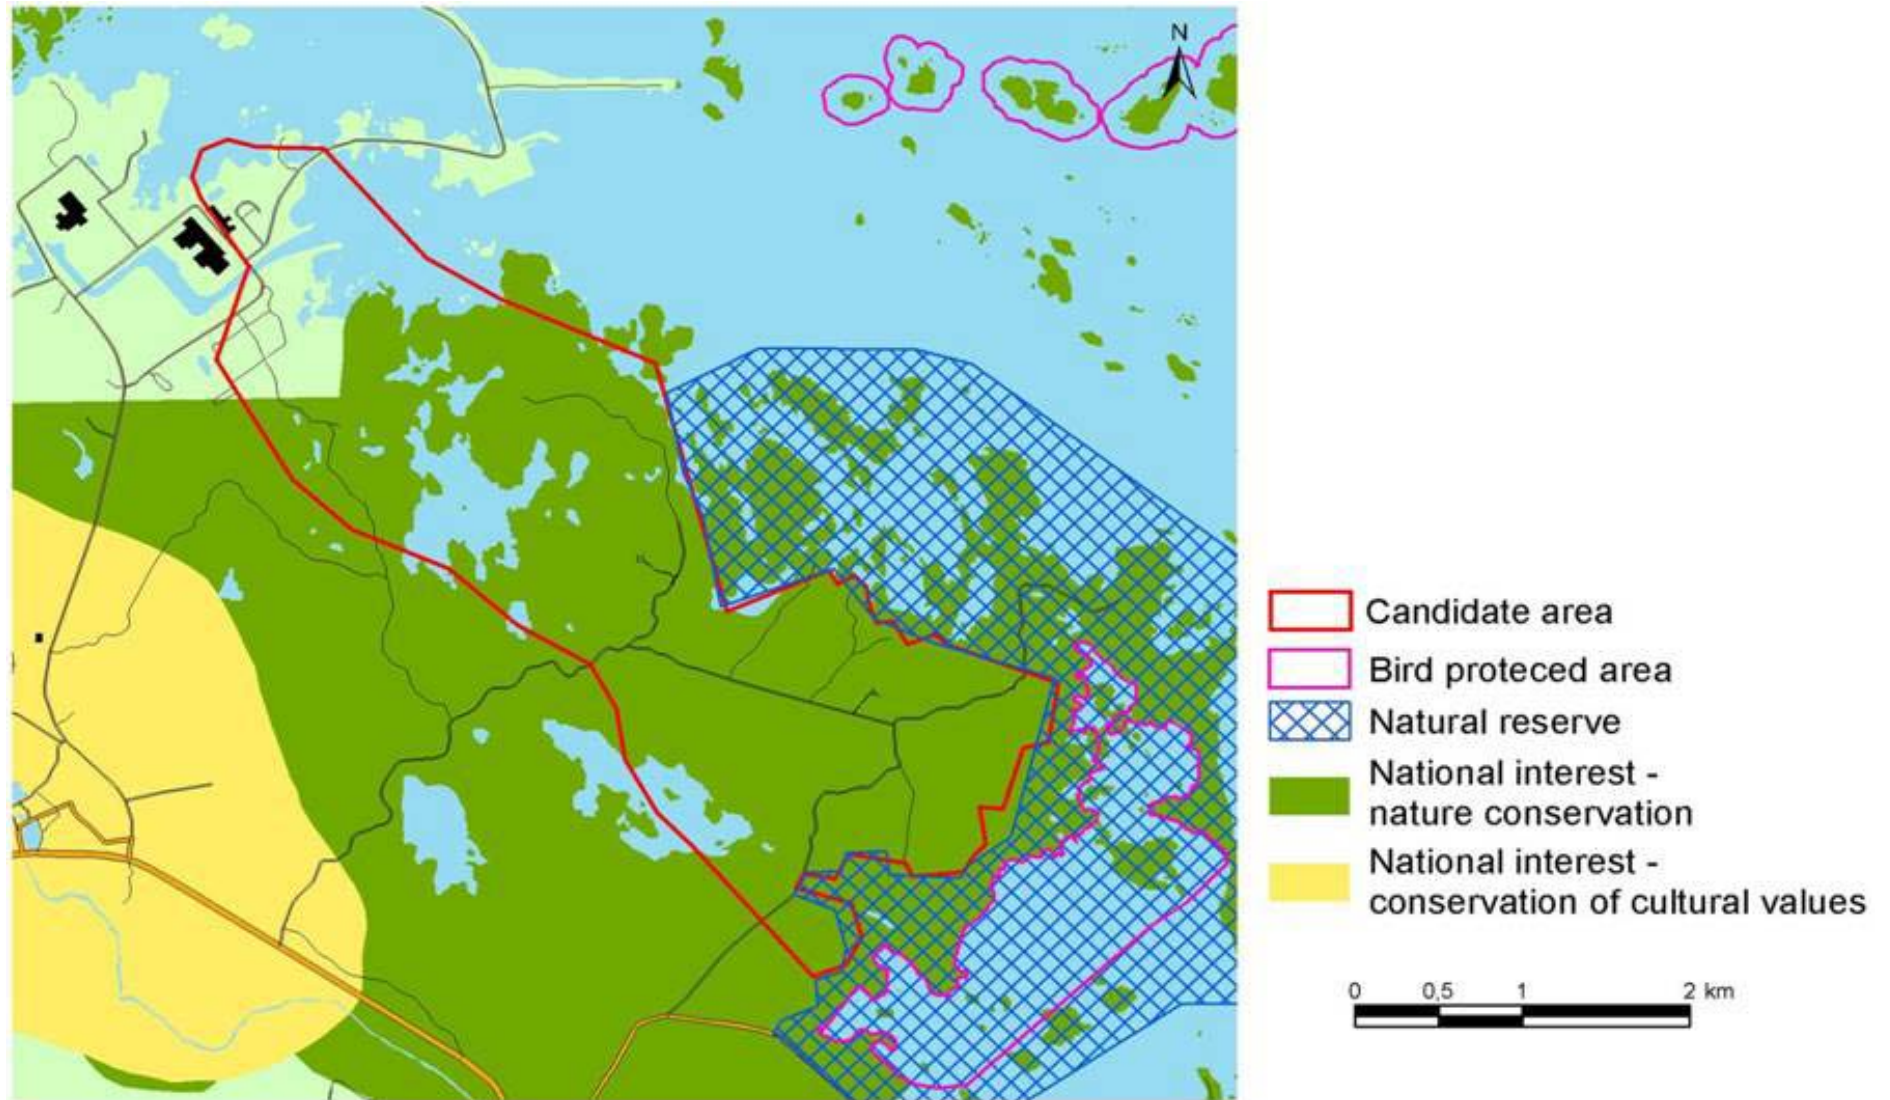 N
Candidate area
Bird proteced area
Natural reserve
National interest -
nature conservation
National interest -
conservation of cultural values
0 0,5 1 2 km